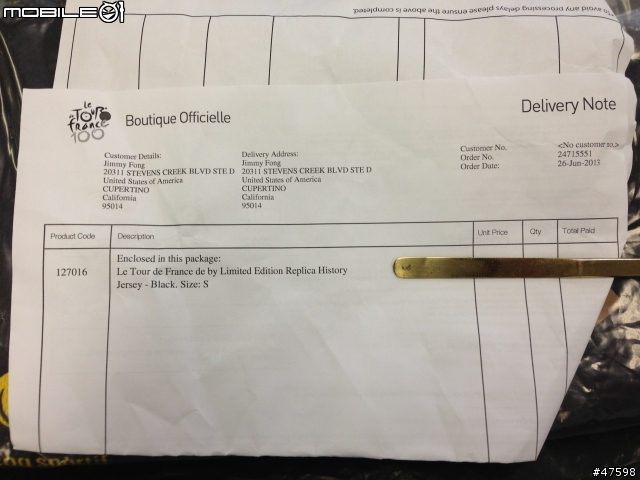 MOBILE01
To avoid any processing delays please ensure the above is completed.
le
TOUR
de
France
100
Boutique Officielle
Delivery Note
Customer Details:
Jimmy Fong
20311 STEVENS CREEK BLVD STE D
United States of America
CUPERTINO
California
95014
Delivery Address:
Jimmy Fong
20311 STEVENS CREEK BLVD STE D
United States of America
CUPERTINO
California
95014
Customer No. <No customer no.>
Order No. 24715551
Order Date: 26-Jun-2013
Product Code Description Unit Price Qty Total Paid
Enclosed in this package:
127016 Le Tour de France de by Limited Edition Replica History
Jersey - Black. Size: S
coq sportif
#47598